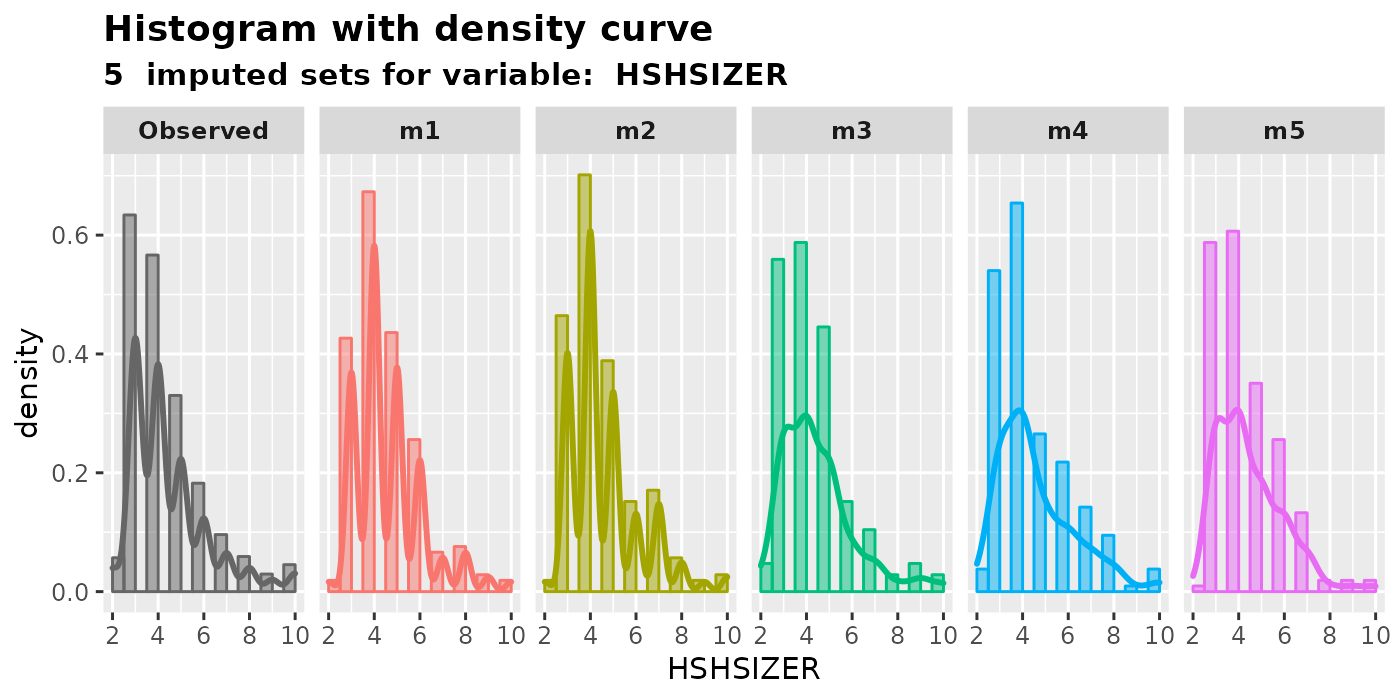 Histogram with density curve
5 imputed sets for variable: HSHSIZER
Observed m1 m2 m3 m4 m5
density
0.6
0.4
0.2
0.0
2 4 6 8 10 2 4 6 8 10 2 4 6 8 10 2 4 6 8 10 2 4 6 8 10 2 4 6 8 10
HSHSIZER